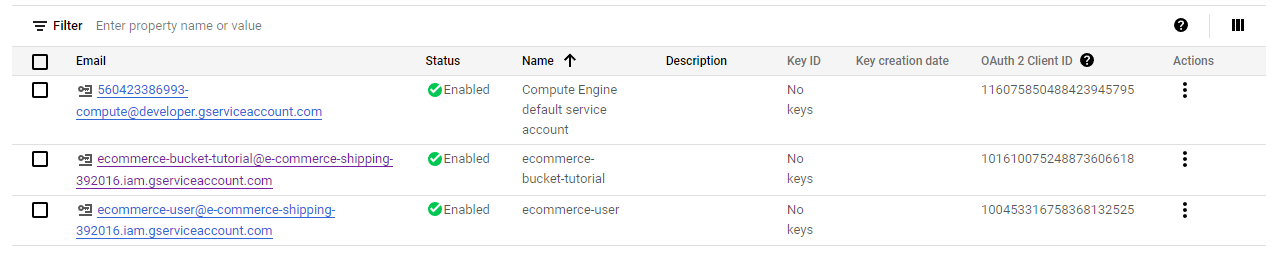 Filter Enter property name or value
Email Status Name Description Key ID Key creation date OAuth 2 Client ID Actions
560423386993- Enabled Compute Engine No 116075850488423945795
compute@developer.gserviceaccount.com default service keys
account
ecommerce-bucket-tutorial@e-commerce-shipping- Enabled ecommerce- No 101610075248873606618
392016.iam.gserviceaccount.com bucket-tutorial keys
ecommerce-user@e-commerce-shipping- Enabled ecommerce-user No 100453316758368132525
392016.iam.gserviceaccount.com keys